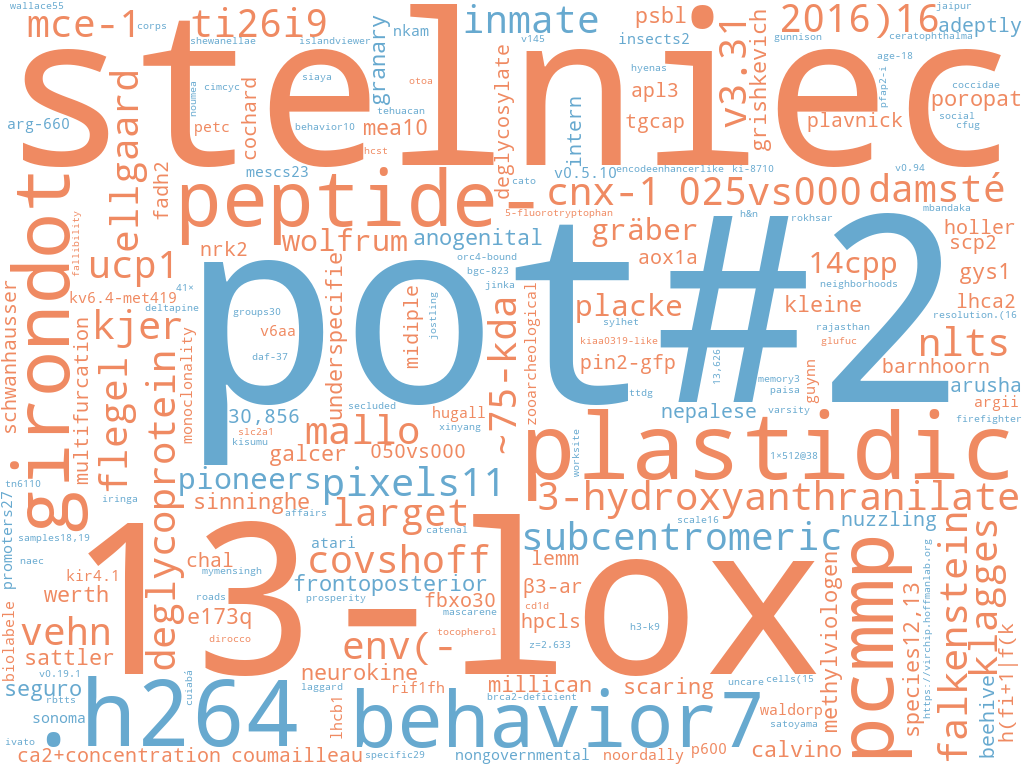 wallace55
mce-1
corps
ti26i9
inmate
psbl
2016)16
jaipur
adeptly
shewanellae
islandviewer
nkam
v145
insects2
gunnison
ceratophthalma
stelniec
granary
v3.31
grishkevich
age-18
hyenas
otoa
siaya
cimcyc
noumea
cochard
ellgaard
deglycosylate
apl3
pfap2-i
coccidae
poropat
tehuacan
arg-660
petc
behavior10
mea10
intern
tgcap
plavnick
social
cfug
hcst
mescs23
v0.5.10
encodeenhancerlike
ki-8710
v0.94
cato
fadh2
peptide-
cnx-1
025vs000
damsté
5-fluorotryptophan
h&n
rokhsar
mbandaka
girondot
fallibility
nrk2
wolfrum
anogenital
gräber
holler
scp2
ucp1
orc4-bound
bgc-823
aox1a
14cpp
gys1
jinka
neighborhoods
kv6.4-met419
41×
deltapine
underspecifie
pot#2
schwanhausser
kjer
groups30
v6aa
midiple
jostling
~75-kda
zooarcheological
placke
kleine
lhca2
resolution.(16
sylhet
rajasthan
glufuc
kiaa0319-like
nlts
multifurcation
monoclonality
daf-37
pin2-gfp
13,626
guynn
barnhoorn
flegel
deglycoprotein
memory3
paisa
arusha
argii
ttdg
30,856
secluded
hugall
xinyang
nepalese
varsity
firefighter
slc2a1
kisumu
mallo
galcer
050vs000
plastidic
worksite
1×512@38
tn6110
pioneers
pixels11
3-hydroxyanthranilate
promoters27
iringa
sinninghe
affairs
larget
scale16
nuzzling
samples18,19
13-lox
atari
catenal
subcentromeric
naec
chal
covshoff
lemm
kir4.1
mymensingh
frontoposterior
β3-ar
werth
roads
prosperity
fbxo30
mascarene
cd1d
hpcls
pcmmp
methylviologen
species12,13
https://virchip.hoffmanlab.org
falkenstein
klagges
biolabele
e173q
vehn
dirocco
env(-
tocopherol
h3-k9
z=2.633
h(fi+1|f(k
sattler
v0.19.1
neurokine
seguro
rbtts
cuiabá
laggard
rif1fh
millican
scaring
uncare
cells(15
brca2-deficient
sonoma
.h264
lhcb1
behavior7
waldorp
satoyama
beehive
ivato
ca2+concentration
coumailleau
specific29
nongovernmental
noordally
p600
calvino